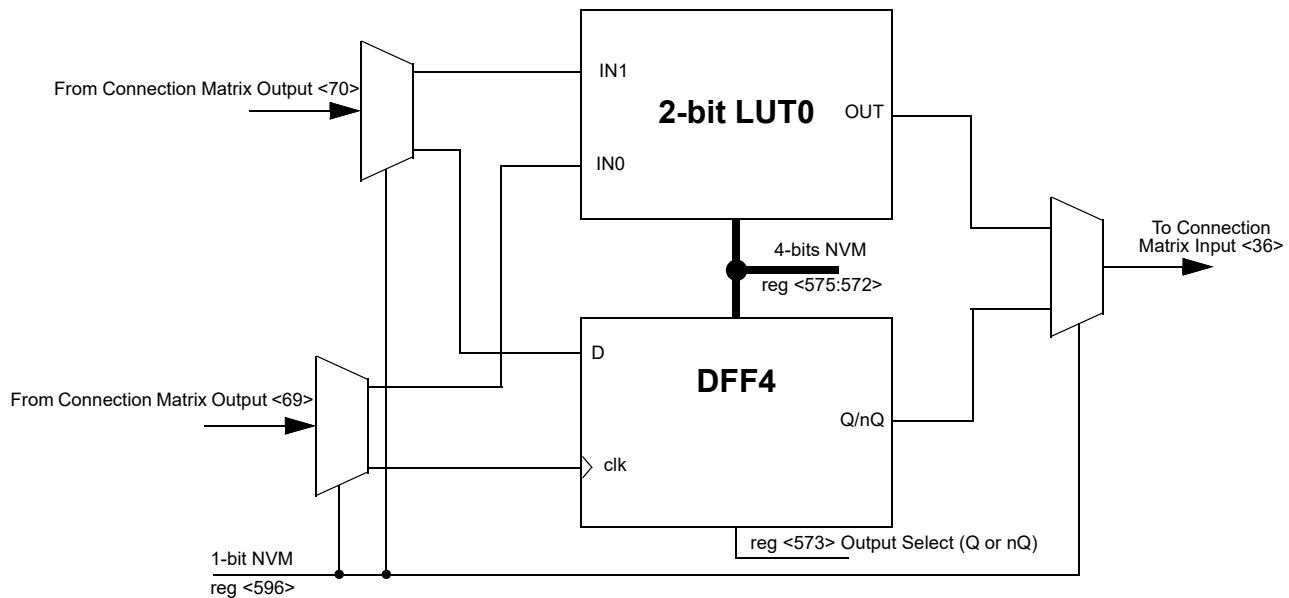 From Connection Matrix Output <70>
IN1
2-bit LUT0
OUT
IN0
To Connection
Matrix Input <36>
4-bits NVM
reg <575:572>
D
DFF4
From Connection Matrix Output <69>
Q/nQ
clk
reg <573> Output Select (Q or nQ)
1-bit NVM
reg <596>